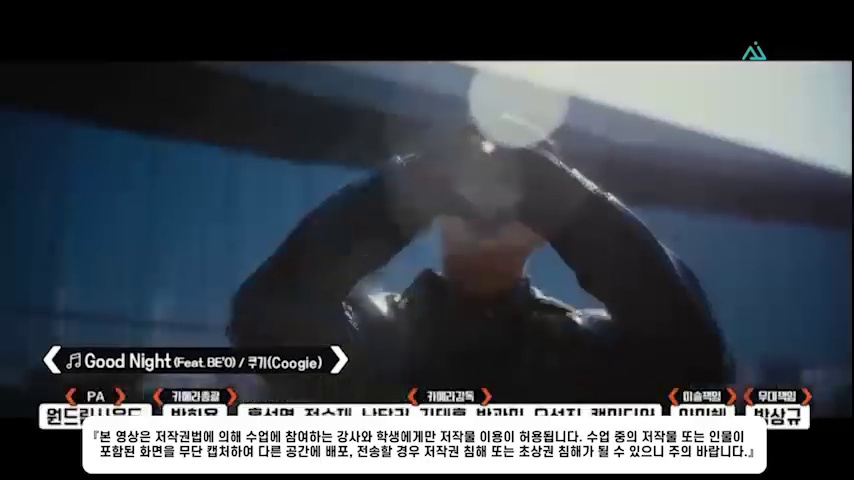 Good Night (Feat. BE'O) / 쿠기(Coogie)
PA 카메라총괄 카메라감독 미술책임 무대책임
박상규
『본 영상은 저작권법에 의해 수업에 참여하는 강사와 학생에게만 저작물 이용이 허용됩니다. 수업 중의 저작물 또는 인물이
포함된 화면을 무단 캡처하여 다른 공간에 배포, 전송할 경우 저작권 침해 또는 초상권 침해가 될 수 있으니 주의 바랍니다.』